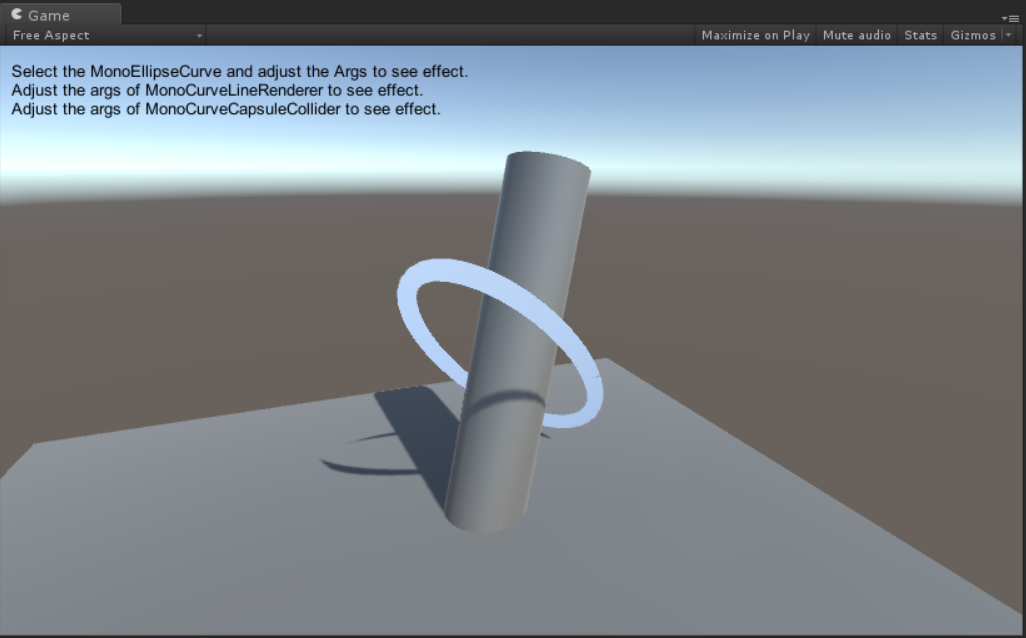 Game
Free Aspect
Maximize on Play Mute audio Stats Gizmos
Select the MonoEllipseCurve and adjust the Args to see effect.
Adjust the args of MonoCurveLineRenderer to see effect.
Adjust the args of MonoCurveCapsuleCollider to see effect.